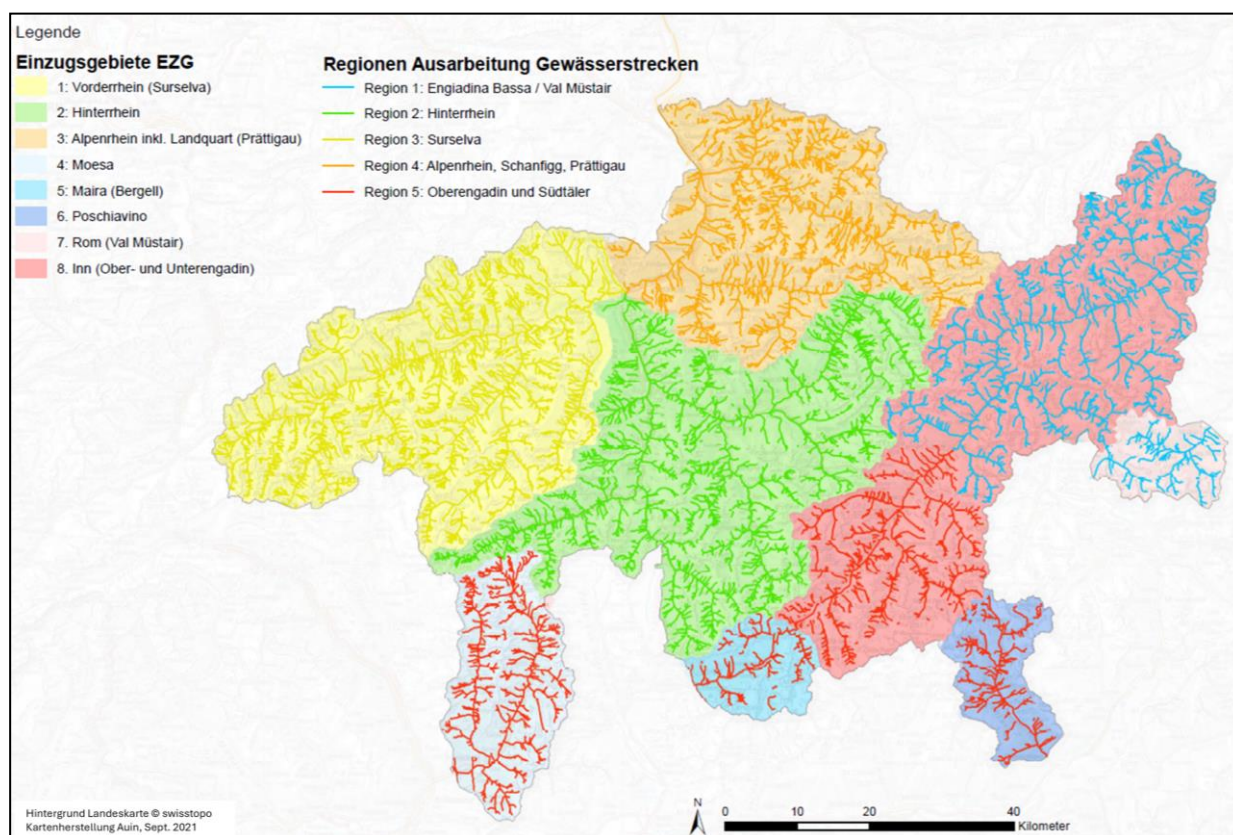 Legende
Einzugsgebiete EZG
1: Vorderrhein (Surselva)
2: Hinterrhein
3: Alpenrhein inkl. Landquart (Prättigau)
4: Moesa
5: Maira (Bergell)
6: Poschiavino
7. Rom (Val Müstair)
8. Inn (Ober- und Unterengadin)
Regionen Ausarbeitung Gewässerstrecken
Region 1: Engiadina Bassa / Val Müstair
Region 2: Hinterrhein
Region 3: Surselva
Region 4: Alpenrhein, Schanfigg, Prättigau
Region 5: Oberengadin und Südtäler
Hintergrund Landeskarte © swisstopo
Kartenherstellung Auin, Sept. 2021
N
0 10 20 40
Kilometer